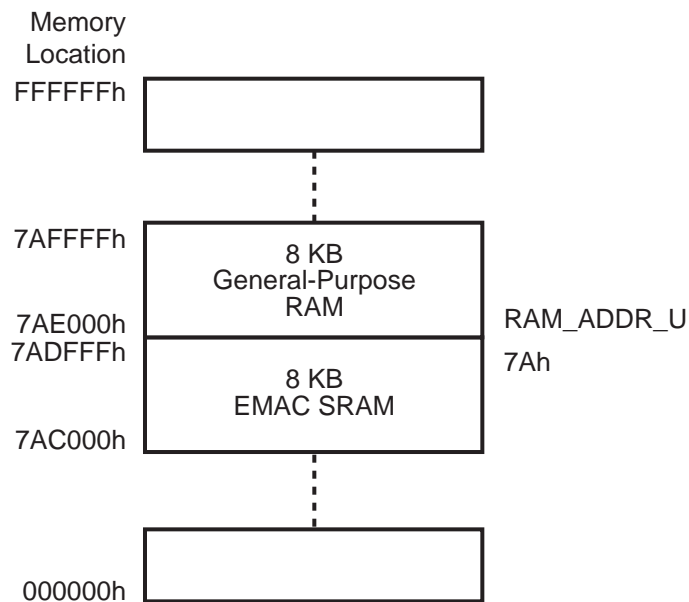 Memory
Location
FFFFFFh
7AFFFFh
8 KB
General-Purpose
RAM
7AE000h
RAM_ADDR_U
7ADFFFh
7Ah
8 KB
EMAC SRAM
7AC000h
000000h